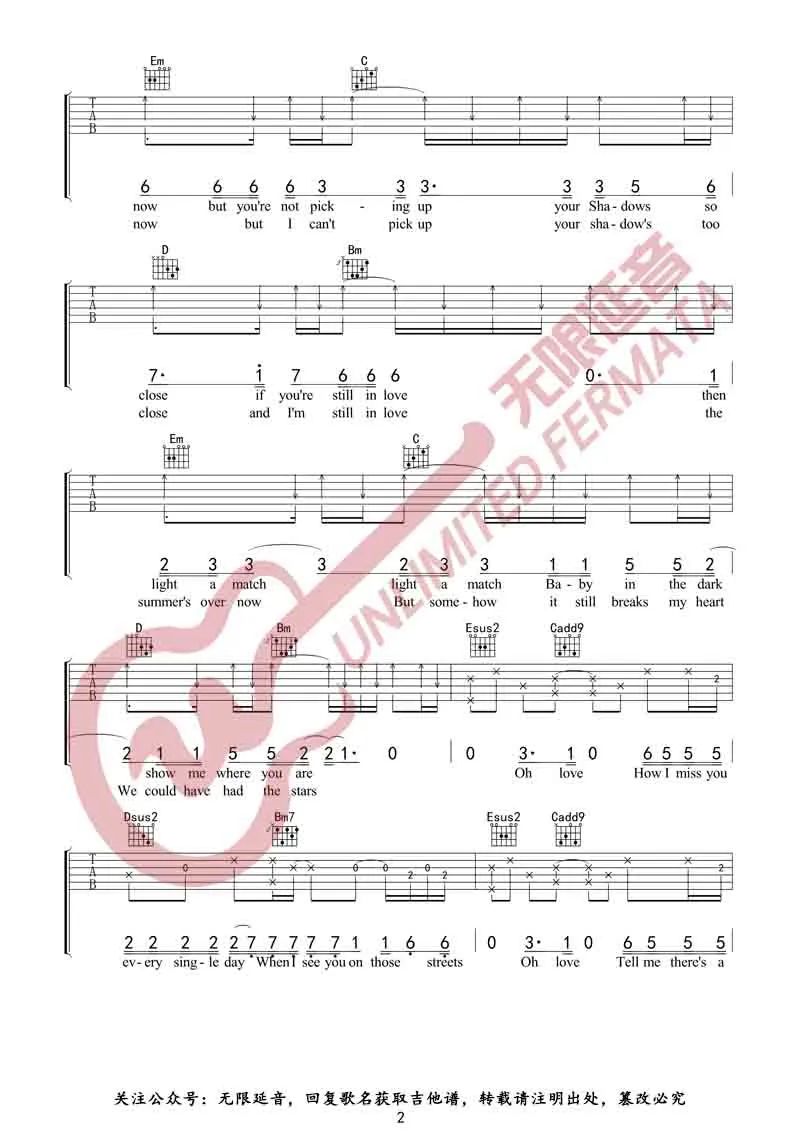 Em C
T
A
B
6 6 6 6 3 3 3· 3 3 5 6
now but you're not pick - ing up your Sha- dows so
now but I can't pick up your sha- dow's too
D Bm
T
A
B
7· 1 7 6 6 6 0· 1
close if you're still in love then
close and I'm still in love the
Em C
T
A
B
2 3 3 3 2 3 3 1 1 5 5 2
light a match light a match Ba- by in the dark
summer's over now But some- how it still breaks my heart
D Bm Esus2 Cadd9
T
A
B
2
2 1 1 5 5 2 2 1· 0 0 0 3· 1 0 6 5 5 5
show me where you are Oh love How I miss you
We could have had the stars
Dsus2 Bm7 Esus2 Cadd9
T
A
B
0 0 0 2 0 2 2
2 2 2 2 2 7 7 7 7 7 1 1 6 6 0 3· 1 0 6 5 5 5
ev- ery sing- le day When I see you on those streets Oh love Tell me there's a
无限延音
UNLIMITED FERMATA
关注公众号：无限延音，回复歌名获取吉他谱，转载请注明出处，篡改必究
2